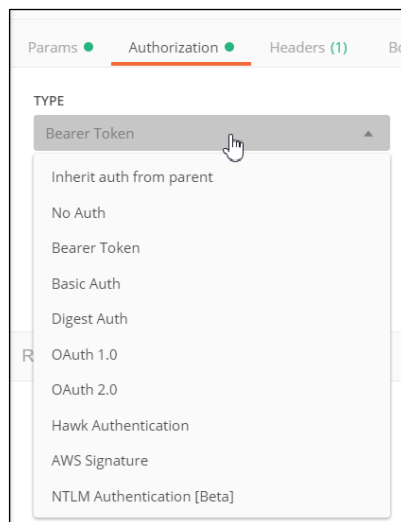 Params Authorization Headers (1) Bo
TYPE
Bearer Token
Inherit auth from parent
No Auth
Bearer Token
Basic Auth
Digest Auth
R
OAuth 1.0
OAuth 2.0
Hawk Authentication
AWS Signature
NTLM Authentication [Beta]